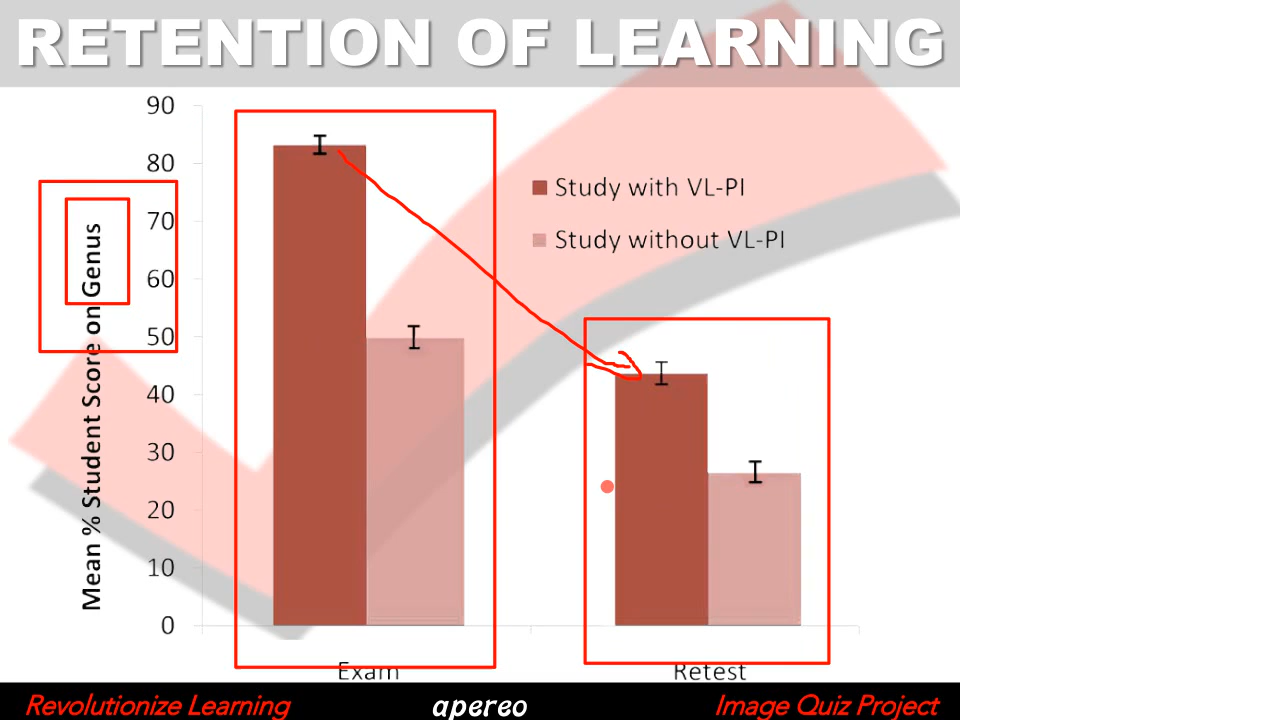 RETENTION OF LEARNING
90
80
70
60
50
40
30
20
10
0
Mean % Student Score on Genus
Study with VL-PI
Study without VL-PI
Exam
Retest
Revolutionize Learning
apereo
Image Quiz Project